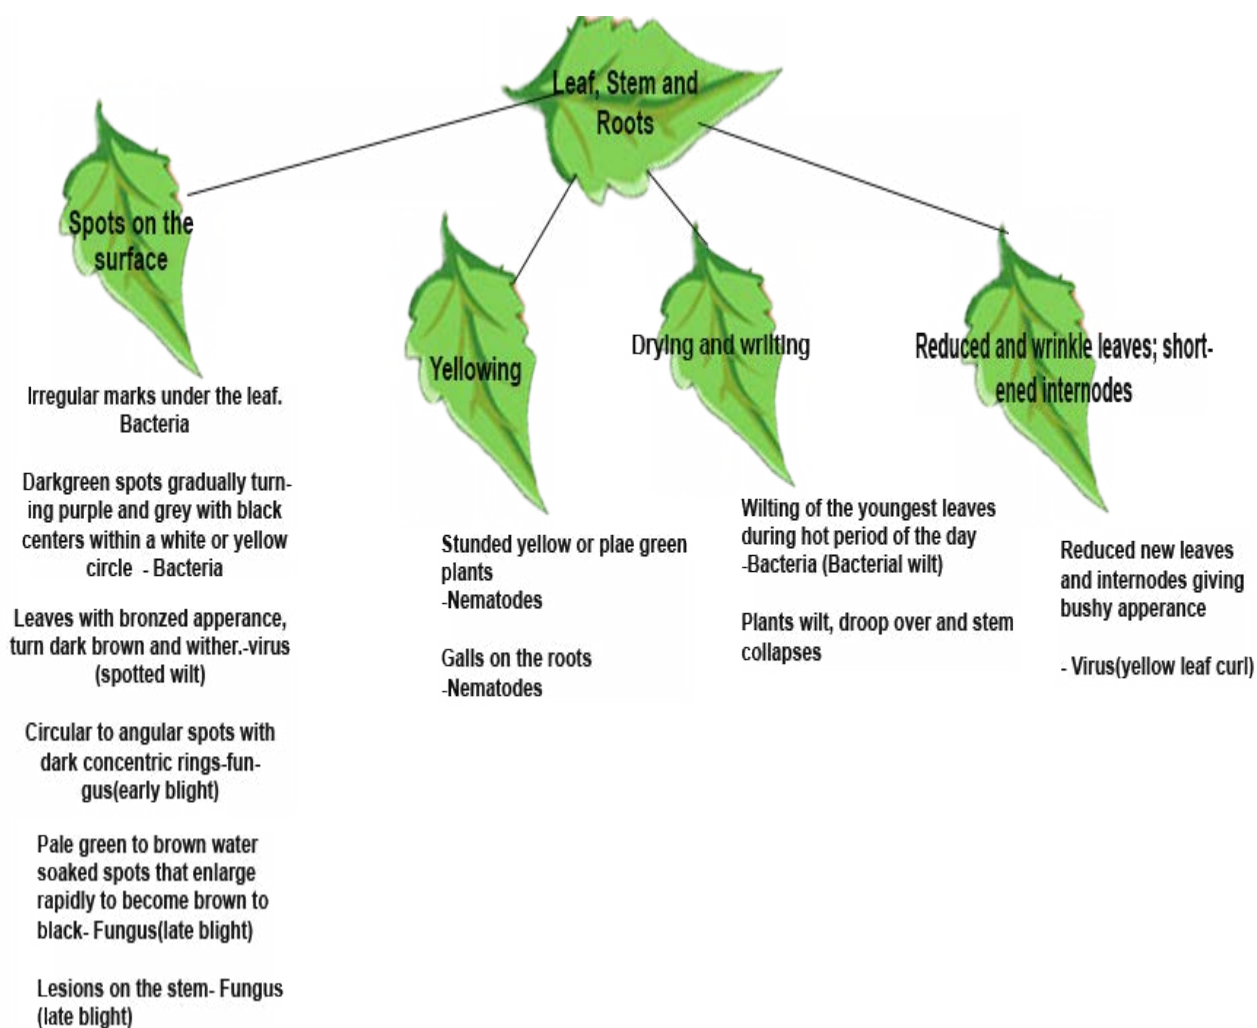 Leaf, Stem and
Roots
Spots on the
surface
Irregular marks under the leaf.
Bacteria
Darkgreen spots gradually turn-
ing purple and grey with black
centers within a white or yellow
circle - Bacteria
Leaves with bronzed apperance,
turn dark brown and wither.-virus
(spotted wilt)
Circular to angular spots with
dark concentric rings-fun-
gus(early blight)
Pale green to brown water
soaked spots that enlarge
rapidly to become brown to
black- Fungus(late blight)
Lesions on the stem- Fungus
(late blight)
Yellowing
Stunded yellow or plae green
plants
-Nematodes
Galls on the roots
-Nematodes
Drying and wrilting
Wilting of the youngest leaves
during hot period of the day
-Bacteria (Bacterial wilt)
Plants wilt, droop over and stem
collapses
Reduced and wrinkle leaves; short-
ened internodes
Reduced new leaves
and internodes giving
bushy apperance
- Virus(yellow leaf curl)